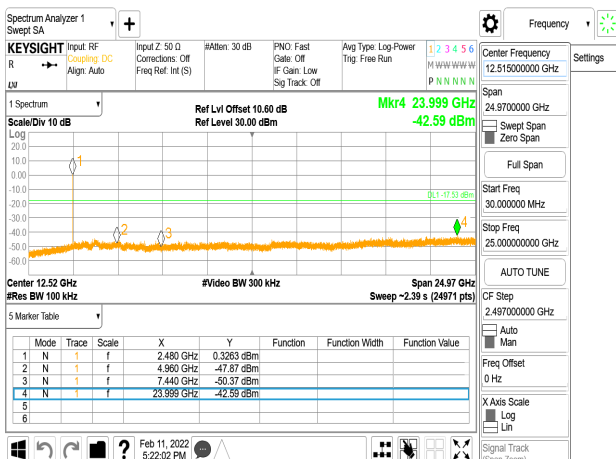 Spectrum Analyzer 1
Swept SA
Frequency
KEYSIGHT
R
Input: RF
Coupling: DC
Align: Auto
Input Z: 50 Ω
Corrections: Off
Freq Ref: Int (S)
#Atten: 30 dB
PNO: Fast
Gate: Off
IF Gain: Low
Sig Track: Off
Avg Type: Log-Power
Trig: Free Run
1 2 3 4 5 6
M W W W W W
P N N N N N
1 Spectrum
Scale/Div 10 dB
Ref Lvl Offset 10.60 dB
Ref Level 30.00 dBm
Mkr4 23.999 GHz
-42.59 dBm
Log
20.0
10.0
0.00
-10.0
-20.0
-30.0
-40.0
-50.0
-60.0
1
2
3
4
DL1 -17.53 dBm
Center 12.52 GHz
#Video BW 300 kHz
Span 24.97 GHz
#Res BW 100 kHz
Sweep ~2.39 s (24971 pts)
5 Marker Table
Mode Trace Scale X Y Function Function Width Function Value
1 N 1 f 2.480 GHz 0.3263 dBm
2 N 1 f 4.960 GHz -47.87 dBm
3 N 1 f 7.440 GHz -50.37 dBm
4 N 1 f 23.999 GHz -42.59 dBm
5
6
Feb 11, 2022
5:22:02 PM
Center Frequency
12.515000000 GHz
Settings
Span
24.9700000 GHz
Swept Span
Zero Span
Full Span
Start Freq
30.000000 MHz
Stop Freq
25.000000000 GHz
AUTO TUNE
CF Step
2.497000000 GHz
Auto
Man
Freq Offset
0 Hz
X Axis Scale
Log
Lin
Signal Track
(Span Zoom)